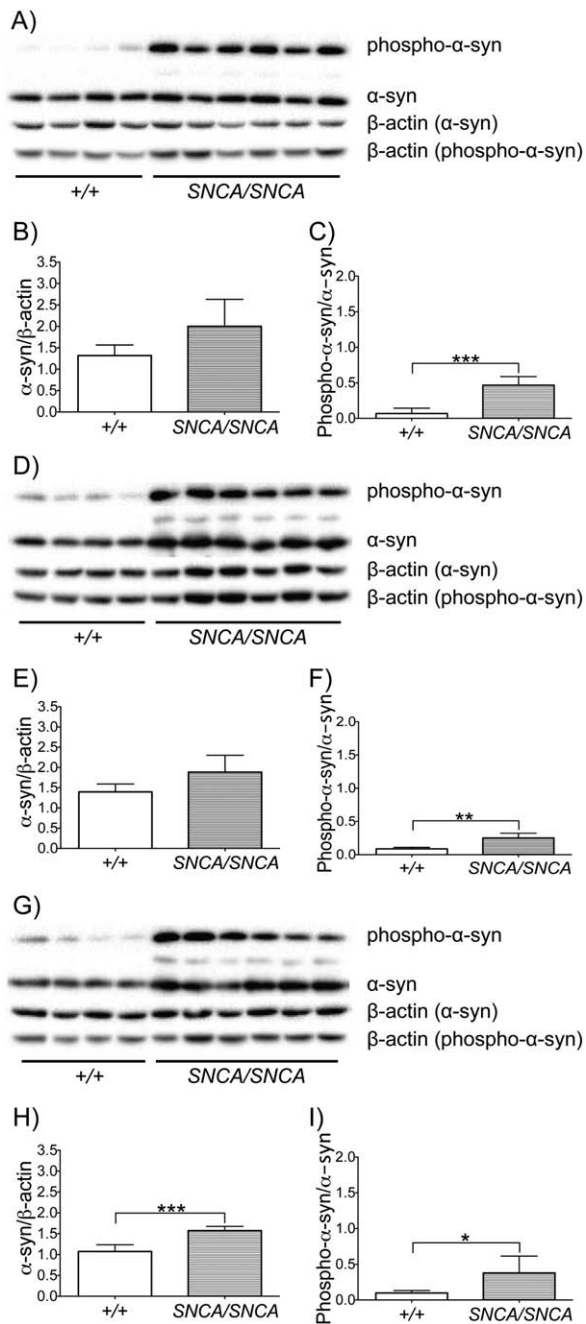 A)
phospho-α-syn
α-syn
β-actin (α-syn)
β-actin (phospho-α-syn)
+/+ SNCA/SNCA
B)
α-syn/β-actin
3.5
3.0
2.5
2.0
1.5
1.0
0.5
0.0
+/+ SNCA/SNCA
C)
Phospho-α-syn/α-syn
2.0
1.5
1.0
0.5
0.0
***
+/+ SNCA/SNCA
D)
phospho-α-syn
α-syn
β-actin (α-syn)
β-actin (phospho-α-syn)
+/+ SNCA/SNCA
E)
α-syn/β-actin
3.5
3.0
2.5
2.0
1.5
1.0
0.5
0.0
+/+ SNCA/SNCA
F)
Phospho-α-syn/α-syn
2.0
1.5
1.0
0.5
0.0
**
+/+ SNCA/SNCA
G)
phospho-α-syn
α-syn
β-actin (α-syn)
β-actin (phospho-α-syn)
+/+ SNCA/SNCA
H)
α-syn/β-actin
3.5
3.0
2.5
2.0
1.5
1.0
0.5
0.0
***
+/+ SNCA/SNCA
I)
Phospho-α-syn/α-syn
2.0
1.5
1.0
0.5
0.0
*
+/+ SNCA/SNCA